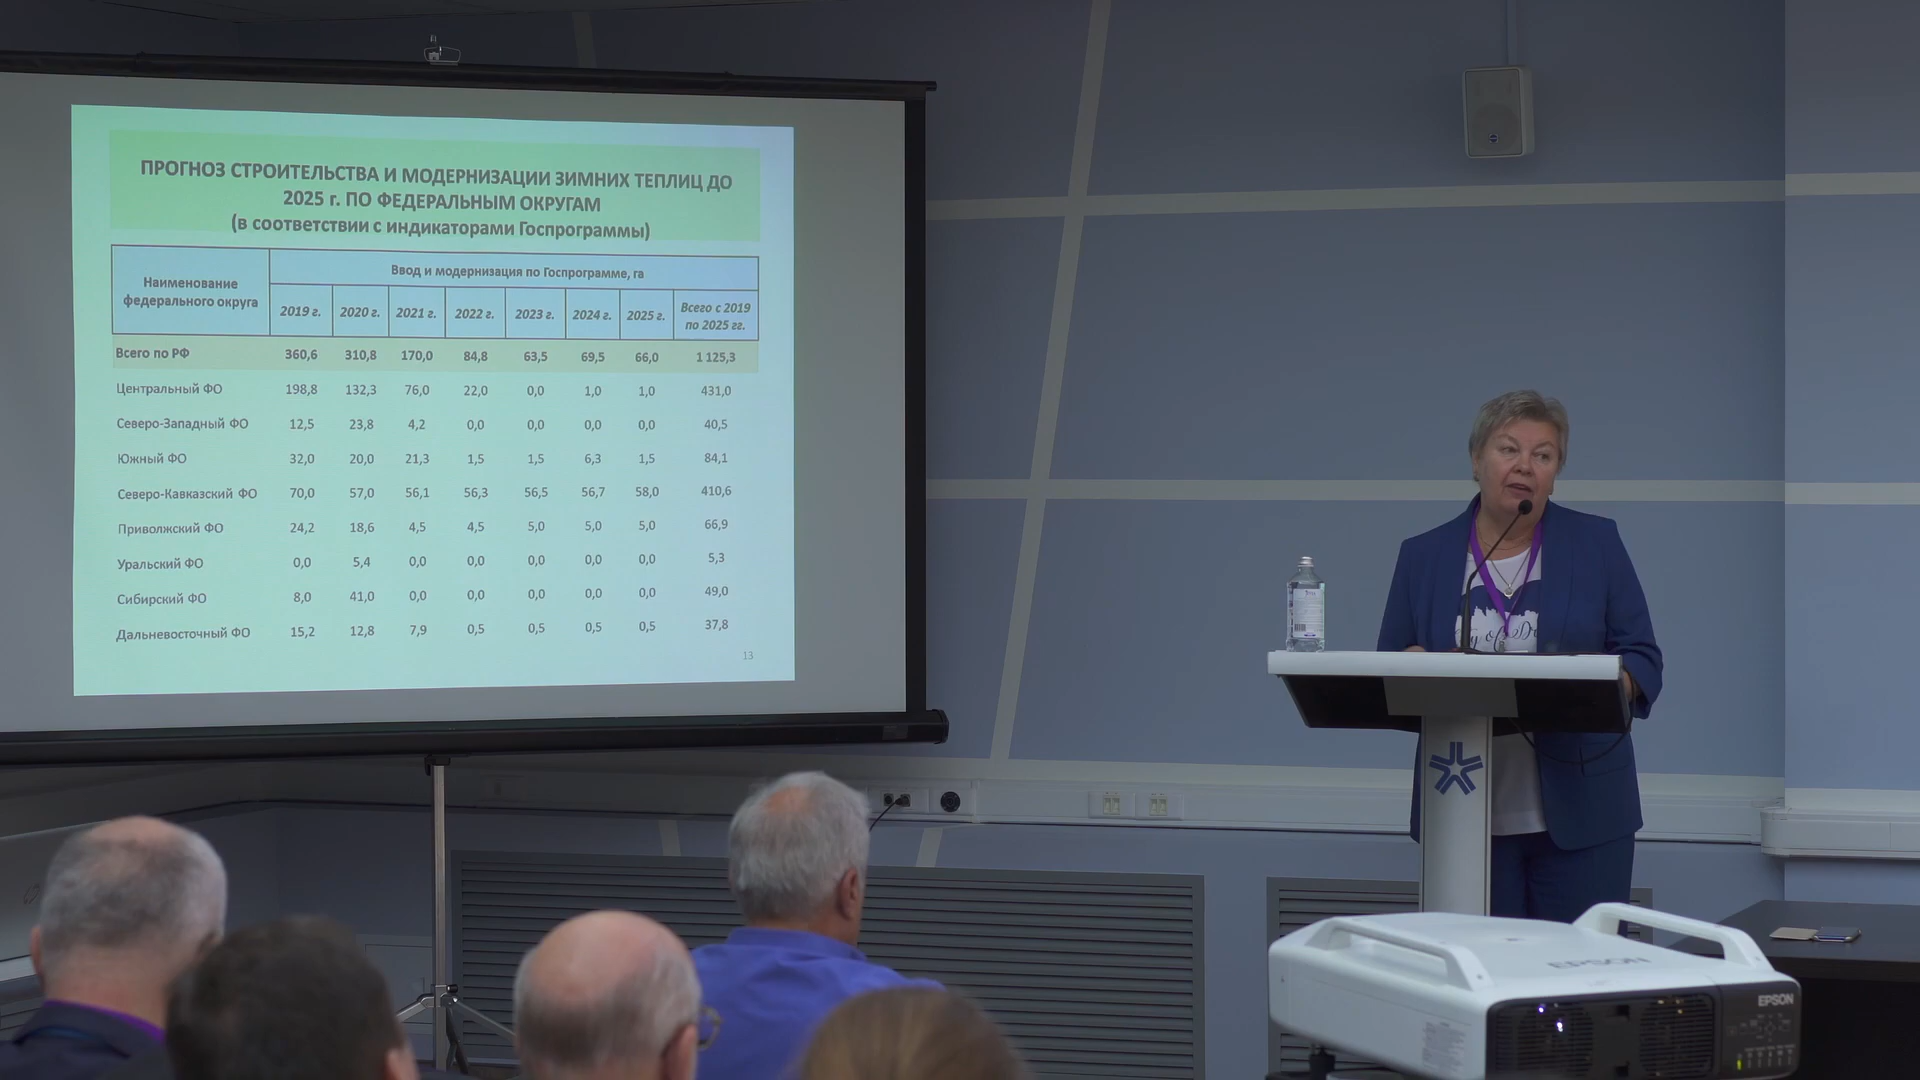 ПРОГНОЗ СТРОИТЕЛЬСТВА И МОДЕРНИЗАЦИИ ЗИМНИХ ТЕПЛИЦ ДО
2025 г. ПО ФЕДЕРАЛЬНЫМ ОКРУГАМ
(в соответствии с индикаторами Госпрограммы)
Наименование
федерального округа
Ввод и модернизация по Госпрограмме, га
2019 г. 2020 г. 2021 г. 2022 г. 2023 г. 2024 г. 2025 г. Всего с 2019
по 2025 гг.
Всего по РФ 360,6 310,8 170,0 84,8 63,5 69,5 66,0 1 125,3
Центральный ФО 198,8 132,3 76,0 22,0 0,0 1,0 1,0 431,0
Северо-Западный ФО 12,5 23,8 4,2 0,0 0,0 0,0 0,0 40,5
Южный ФО 32,0 20,0 21,3 1,5 1,5 6,3 1,5 84,1
Северо-Кавказский ФО 70,0 57,0 56,1 56,3 56,5 56,7 58,0 410,6
Приволжский ФО 24,2 18,6 4,5 4,5 5,0 5,0 5,0 66,9
Уральский ФО 0,0 5,4 0,0 0,0 0,0 0,0 0,0 5,3
Сибирский ФО 8,0 41,0 0,0 0,0 0,0 0,0 0,0 49,0
Дальневосточный ФО 15,2 12,8 7,9 0,5 0,5 0,5 0,5 37,8
13
of
EPSON
EPSON